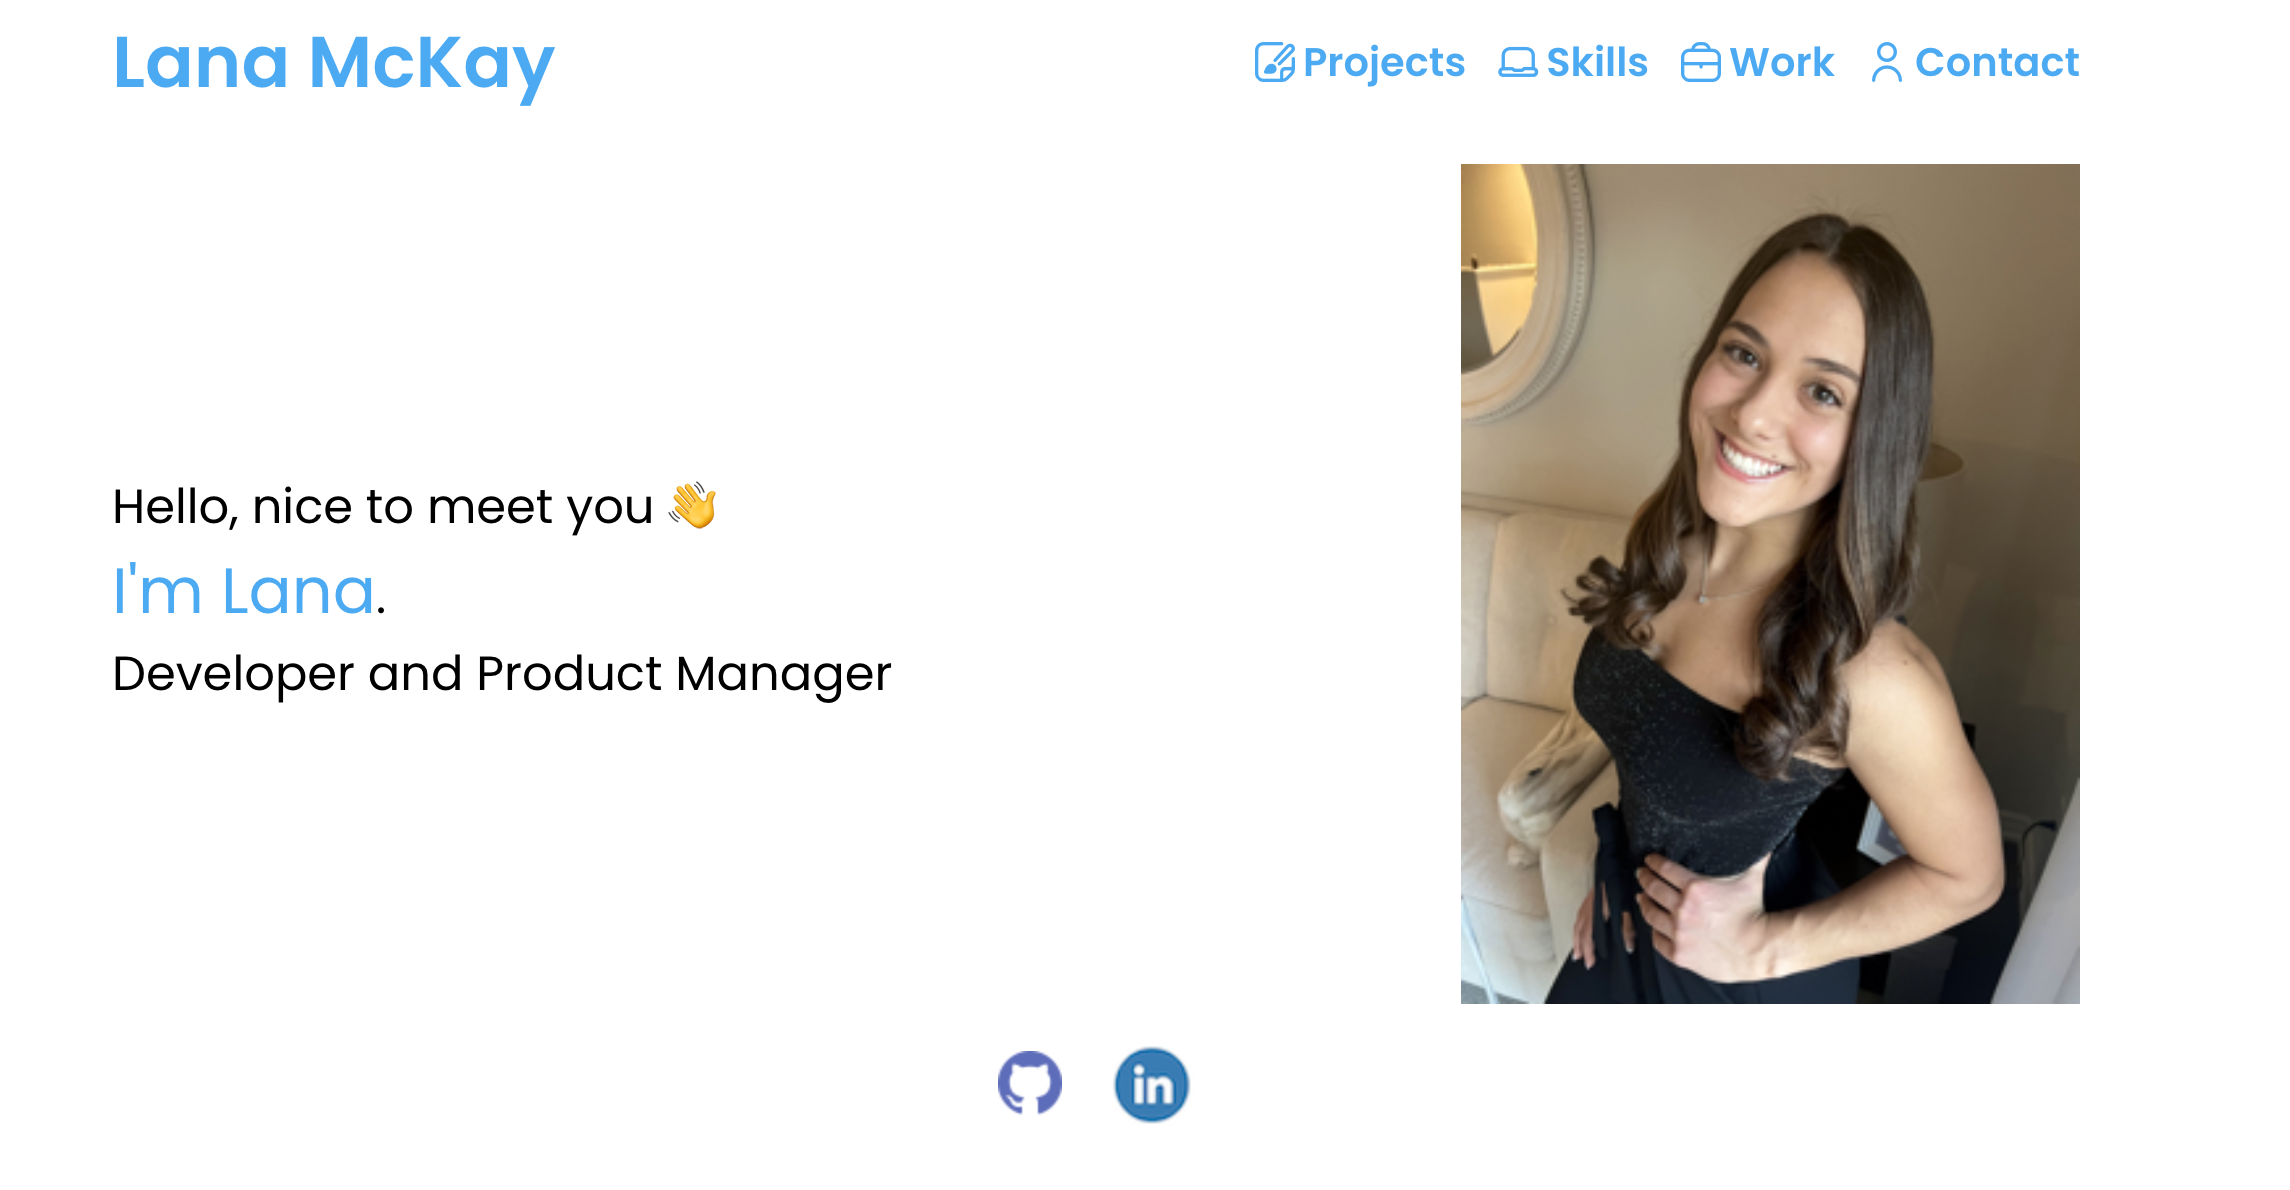 Lana McKay
Projects Skills Work Contact
Hello, nice to meet you 👋
I'm Lana.
Developer and Product Manager
in